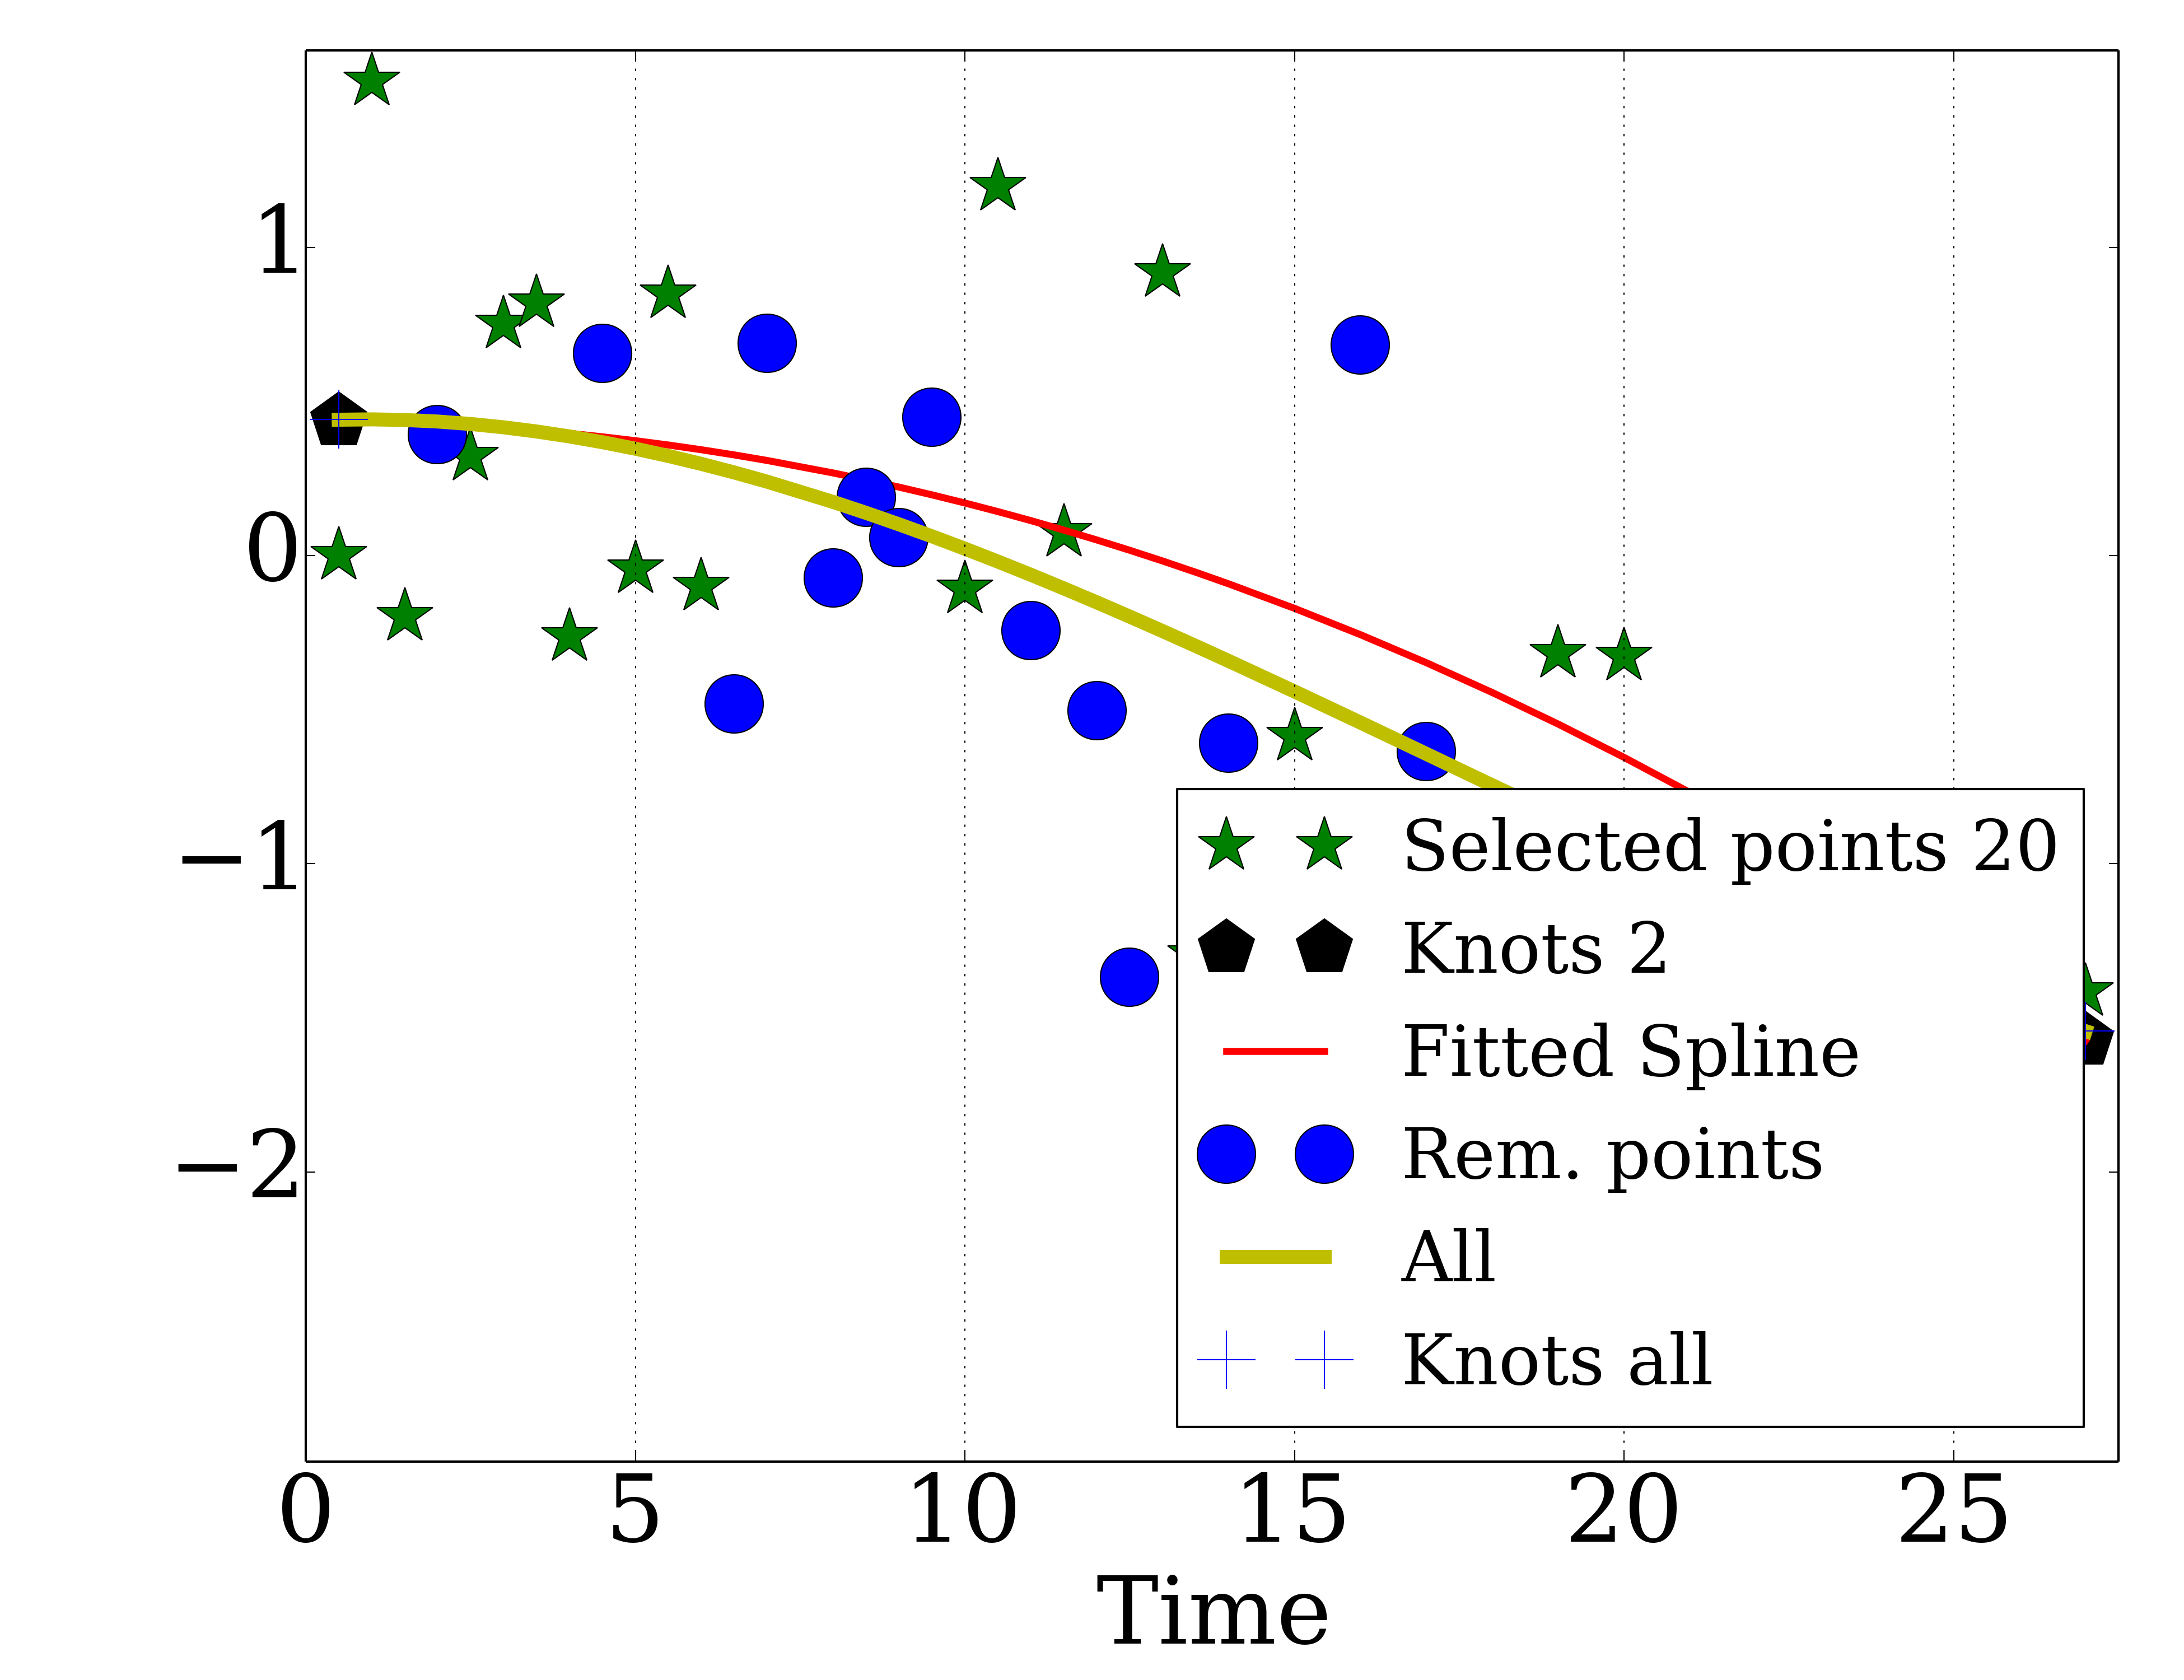 1
0
−1
−2
Selected points 20
Knots 2
Fitted Spline
Rem. points
All
Knots all
0 5 10 15 20 25
Time